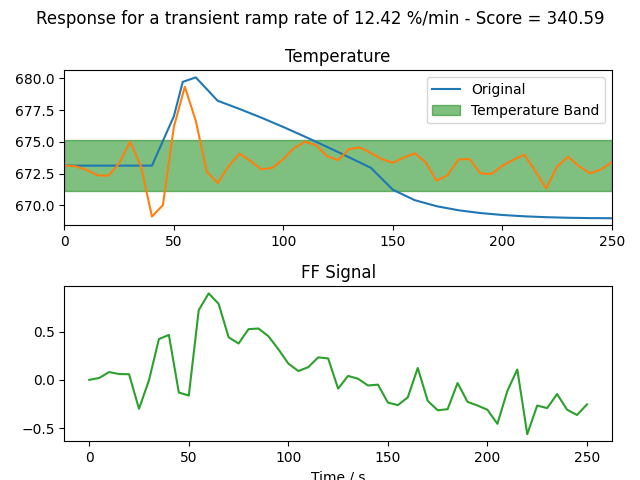 Response for a transient ramp rate of 12.42 %/min - Score = 340.59
Temperature
680.0
677.5
675.0
672.5
670.0
Original
Temperature Band
0 50 100 150 200 250
FF Signal
0.5
0.0
−0.5
0 50 100 150 200 250
Time / s